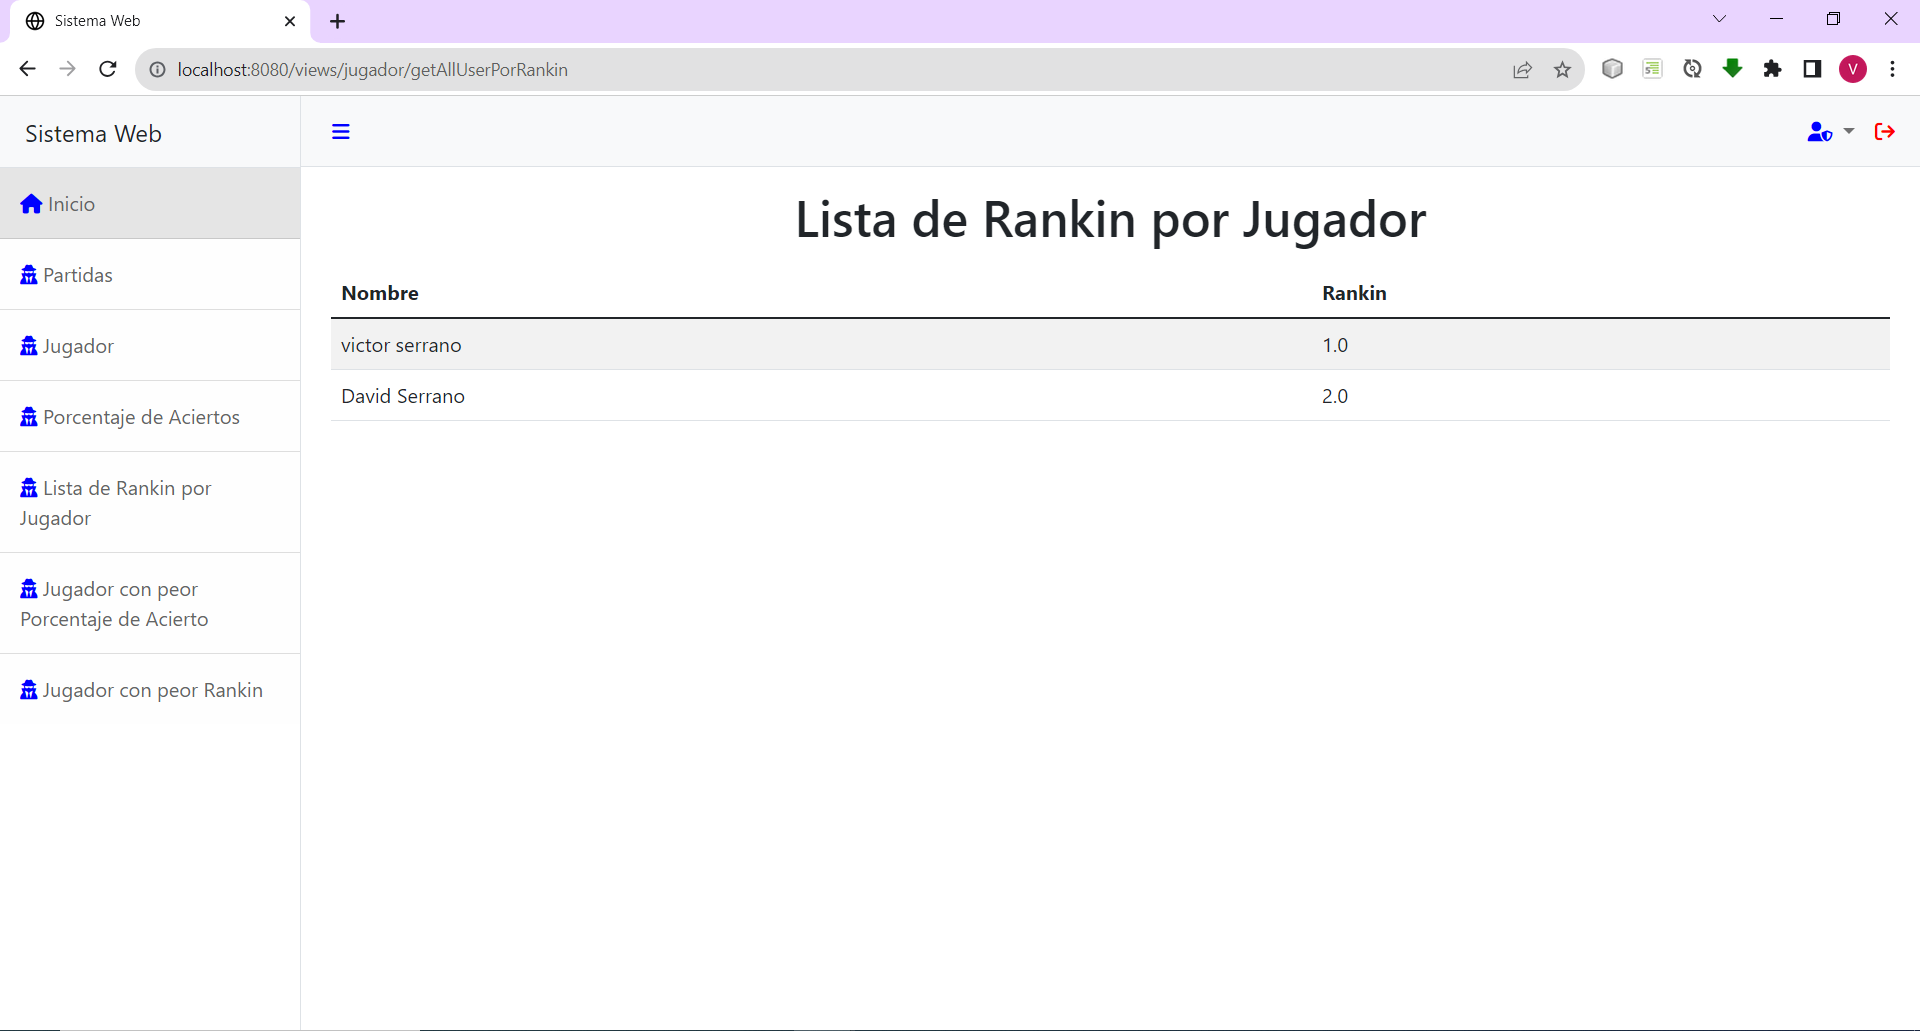 Sistema Web
localhost:8080/views/jugador/getAllUserPorRankin
V
Sistema Web
Inicio
Partidas
Jugador
Porcentaje de Aciertos
Lista de Rankin por
Jugador
Jugador con peor
Porcentaje de Acierto
Jugador con peor Rankin
Lista de Rankin por Jugador
Nombre Rankin
victor serrano 1.0
David Serrano 2.0